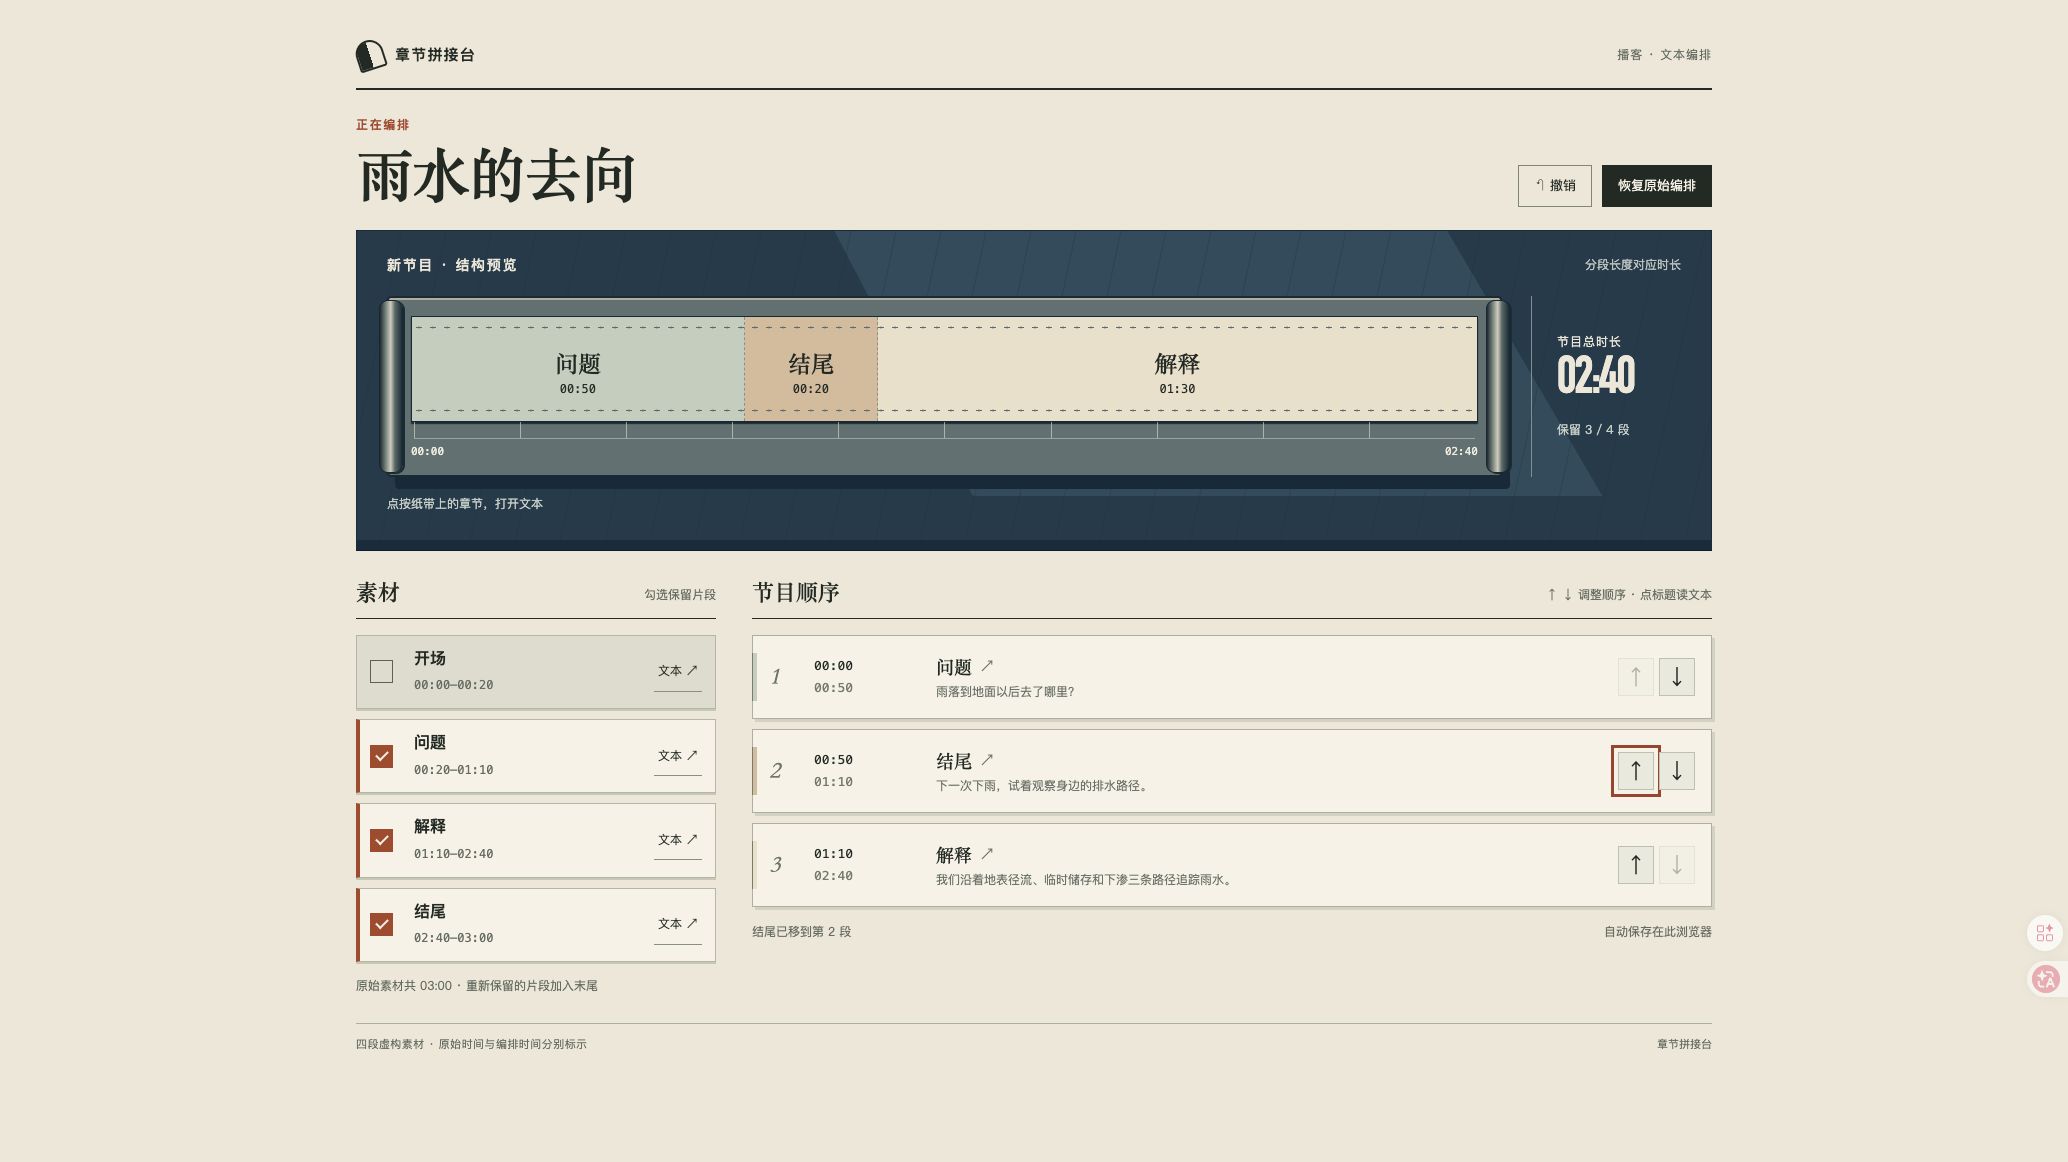 章节拼接台
播客 · 文本编排
正在编排
雨水的去向
撤销
恢复原始编排
新节目 · 结构预览
分段长度对应时长
问题
00:50
结尾
00:20
解释
01:30
00:00
02:40
节目总时长
02:40
保留 3 / 4 段
点按纸带上的章节，打开文本
素材
勾选保留片段
开场
00:00—00:20
文本 ↗
问题
00:20—01:10
文本 ↗
解释
01:10—02:40
文本 ↗
结尾
02:40—03:00
文本 ↗
原始素材共 03:00 · 重新保留的片段加入末尾
节目顺序
↑ ↓ 调整顺序 · 点标题读文本
1
00:00
00:50
问题 ↗
雨落到地面以后去了哪里？
↑ ↓
2
00:50
01:10
结尾 ↗
下一次下雨，试着观察身边的排水路径。
↑ ↓
3
01:10
02:40
解释 ↗
我们沿着地表径流、临时储存和下渗三条路径追踪雨水。
↑ ↓
结尾已移到第 2 段
自动保存在此浏览器
四段虚构素材 · 原始时间与编排时间分别标示
章节拼接台